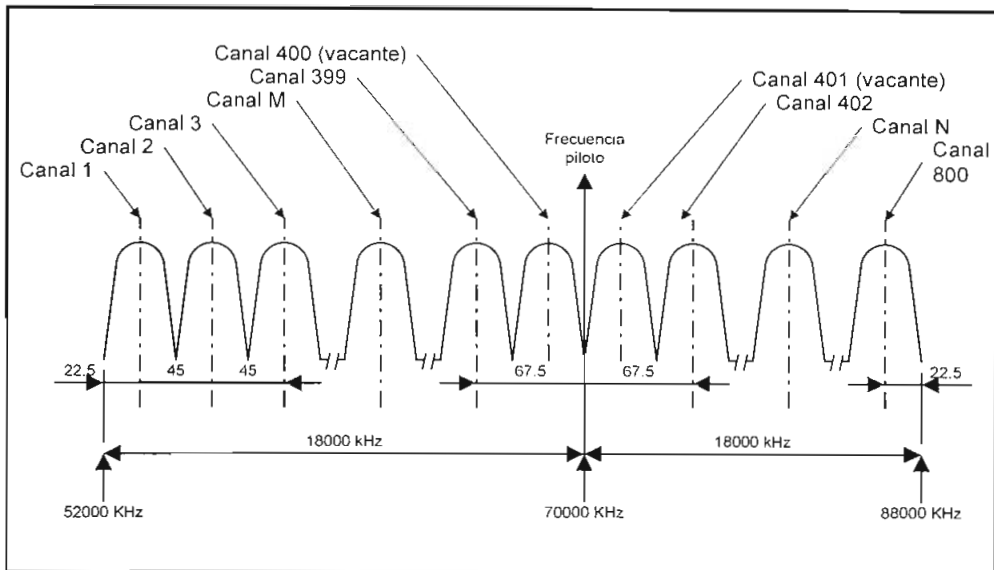 Canal 400 (vacante)
Canal 399
Canal M
Canal 3
Canal 2
Canal 1
Canal 401 (vacante)
Canal 402
Canal N
Canal
800
Frecuencia
piloto
22.5
45
45
67.5
67.5
22.5
18000 kHz
18000 kHz
52000 KHz
70000 KHz
88000 KHz